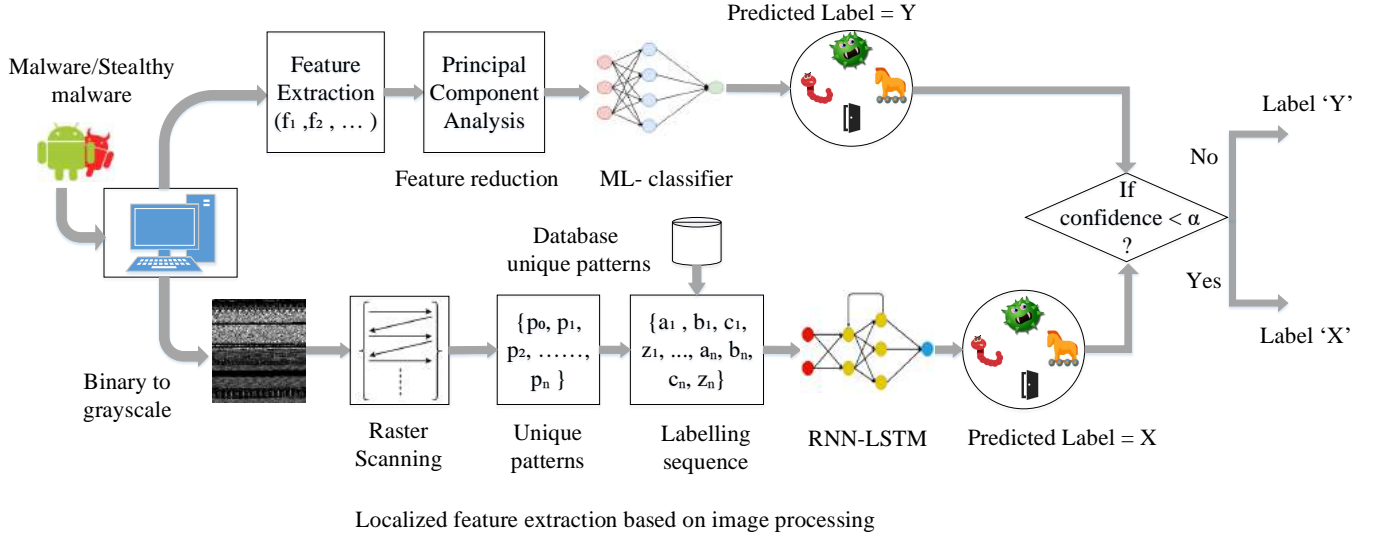 Predicted Label = Y
Malware/Stealthy
malware
Feature
Extraction
(f₁ ,f₂ , … )
Principal
Component
Analysis
Feature reduction
ML- classifier
Label ‘Y’
No
If
confidence < α
?
Yes
Label ‘X’
Database
unique patterns
Binary to
grayscale
Raster
Scanning
{p₀, p₁,
p₂, ……,
pₙ }
Unique
patterns
{a₁ , b₁, c₁,
z₁, ..., aₙ, bₙ,
cₙ, zₙ}
Labelling
sequence
RNN-LSTM
Predicted Label = X
Localized feature extraction based on image processing